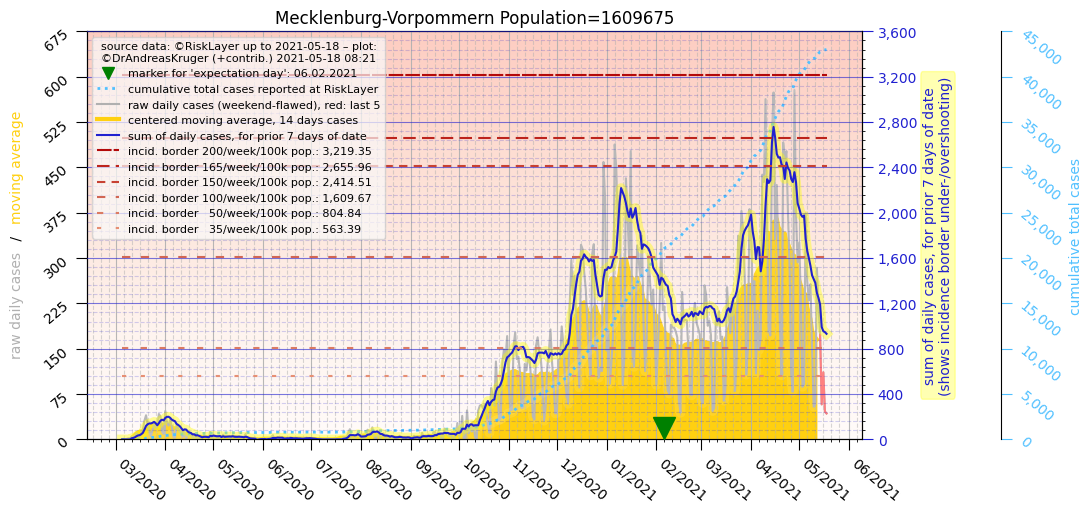 Mecklenburg-Vorpommern Population=1609675
source data: ©RiskLayer up to 2021-05-18 – plot:
©DrAndreasKruger (+contrib.) 2021-05-18 08:21
marker for 'expectation day': 06.02.2021
cumulative total cases reported at RiskLayer
raw daily cases (weekend-flawed), red: last 5
centered moving average, 14 days cases
sum of daily cases, for prior 7 days of date
incid. border 200/week/100k pop.: 3,219.35
incid. border 165/week/100k pop.: 2,655.96
incid. border 150/week/100k pop.: 2,414.51
incid. border 100/week/100k pop.: 1,609.67
incid. border 50/week/100k pop.: 804.84
incid. border 35/week/100k pop.: 563.39
raw daily cases / moving average
675
600
525
450
375
300
225
150
75
0
03/2020
04/2020
05/2020
06/2020
07/2020
08/2020
09/2020
10/2020
11/2020
12/2020
01/2021
02/2021
03/2021
04/2021
05/2021
06/2021
3,600
3,200
2,800
2,400
2,000
1,600
1,200
800
400
0
sum of daily cases, for prior 7 days of date
(shows incidence border under-/overshooting)
45,000
40,000
35,000
30,000
25,000
20,000
15,000
10,000
5,000
0
cumulative total cases